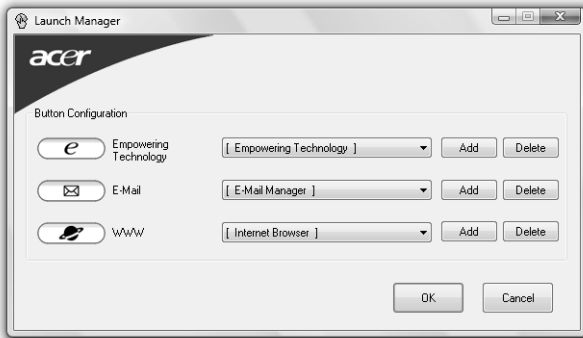 Launch Manager
acer
Button Configuration
e Empowering Technology [ Empowering Technology ] Add Delete
E-Mail [ E-Mail Manager ] Add Delete
WWW [ Internet Browser ] Add Delete
OK Cancel